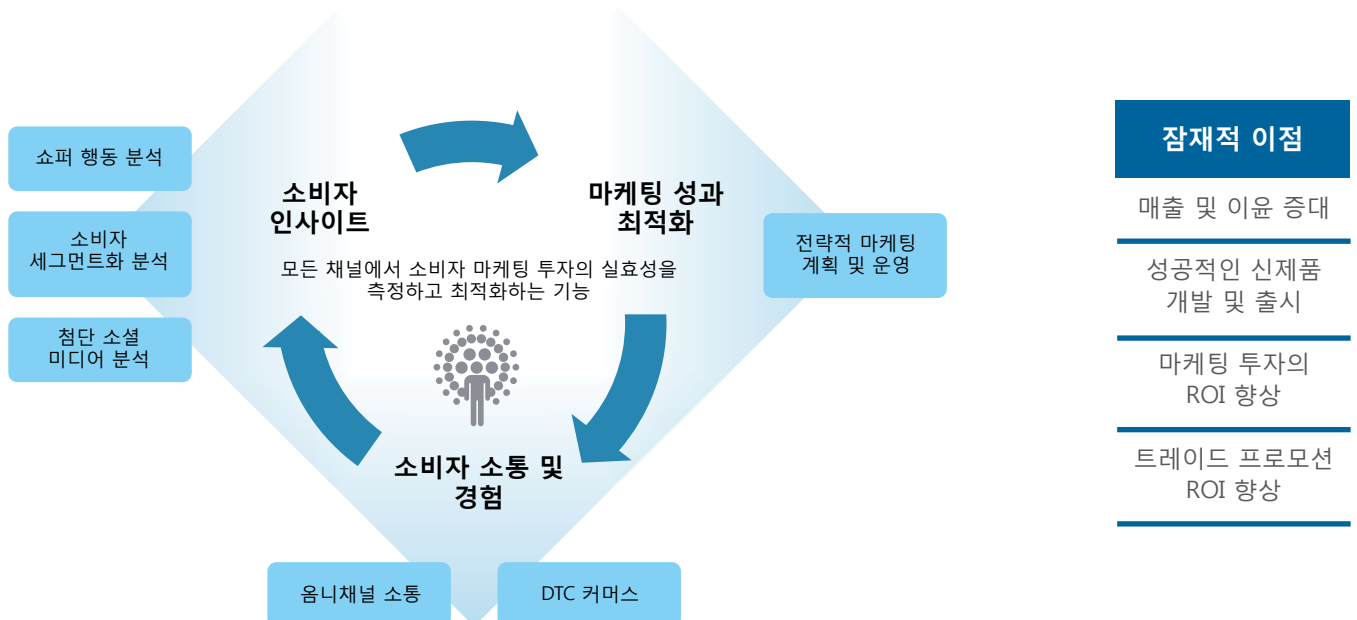 쇼퍼 행동 분석
소비자
세그먼트화 분석
첨단 소셜
미디어 분석
소비자
인사이트
마케팅 성과
최적화
모든 채널에서 소비자 마케팅 투자의 실효성을
측정하고 최적화하는 기능
소비자 소통 및
경험
전략적 마케팅
계획 및 운영
옴니채널 소통
DTC 커머스
잠재적 이점
매출 및 이윤 증대
성공적인 신제품
개발 및 출시
마케팅 투자의
ROI 향상
트레이드 프로모션
ROI 향상